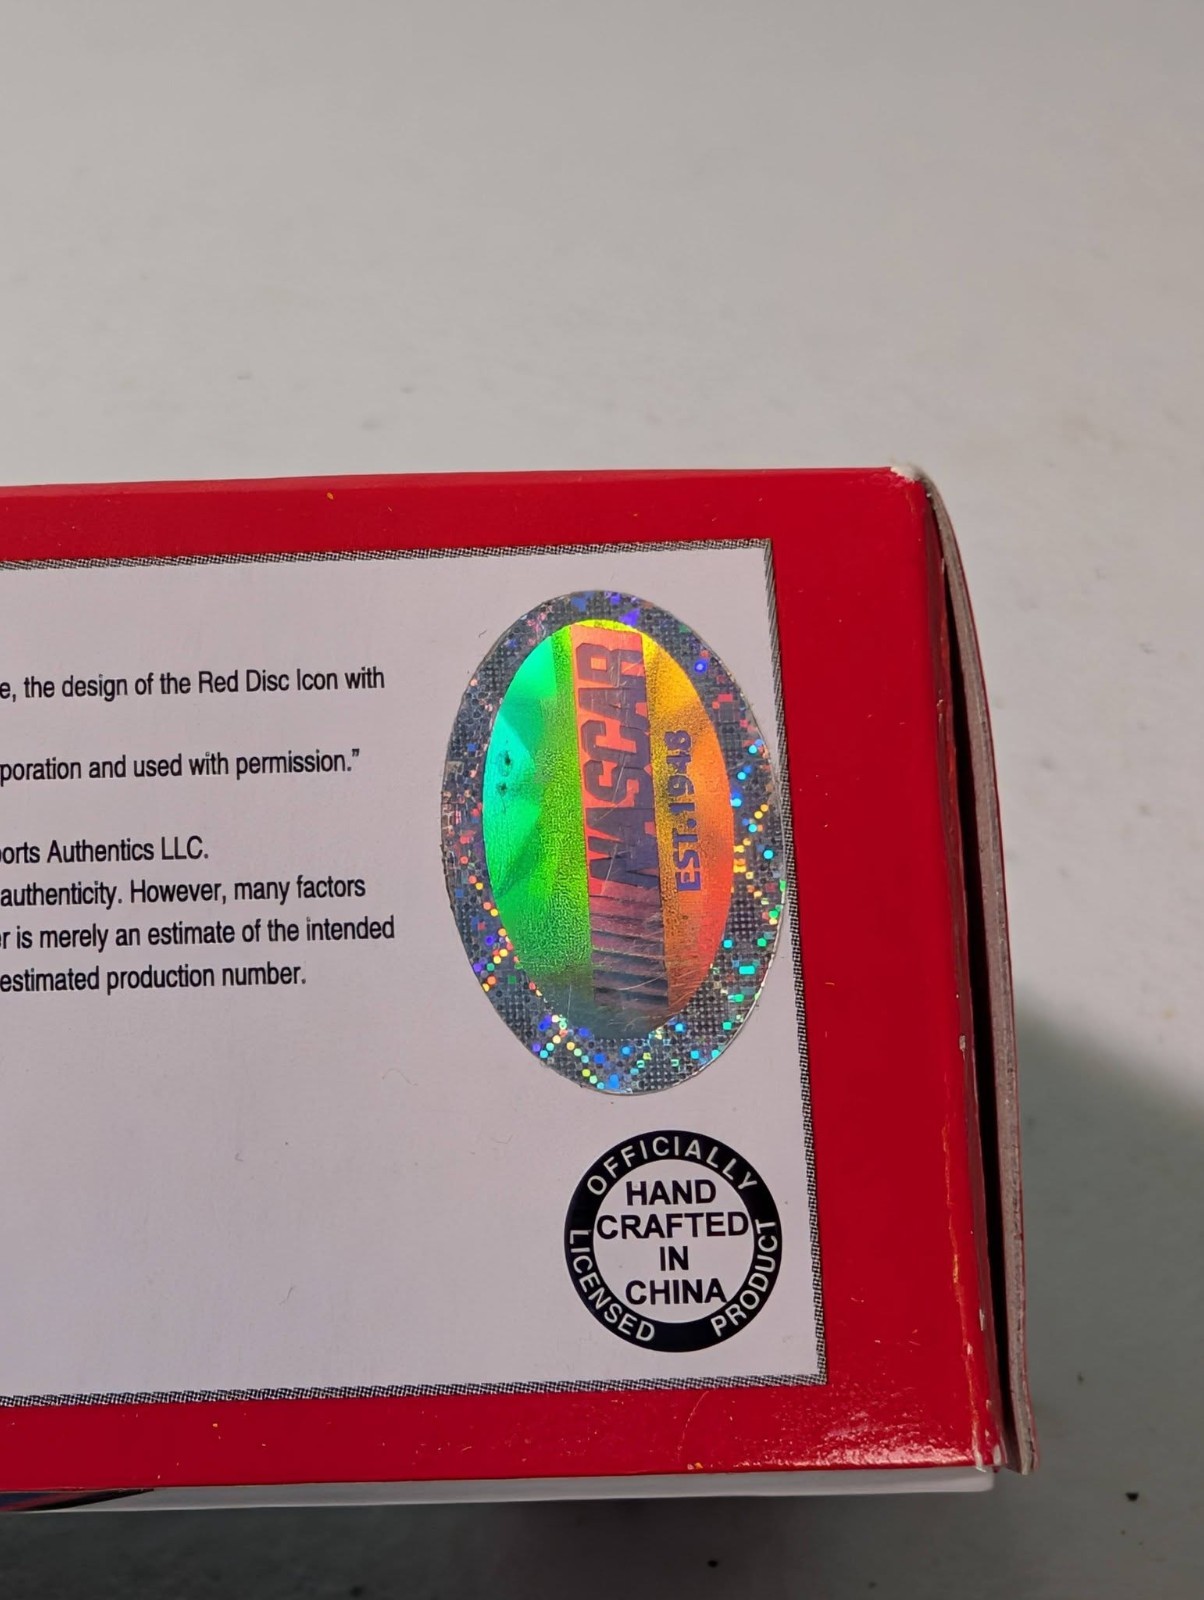 e, the design of the Red Disc Icon with
poration and used with permission.”
orts Authentics LLC.
authenticity. However, many factors
r is merely an estimate of the intended
estimated production number.
NASCAR
EST.1948
OFFICIALLY
LICENSED PRODUCT
HAND
CRAFTED
IN
CHINA